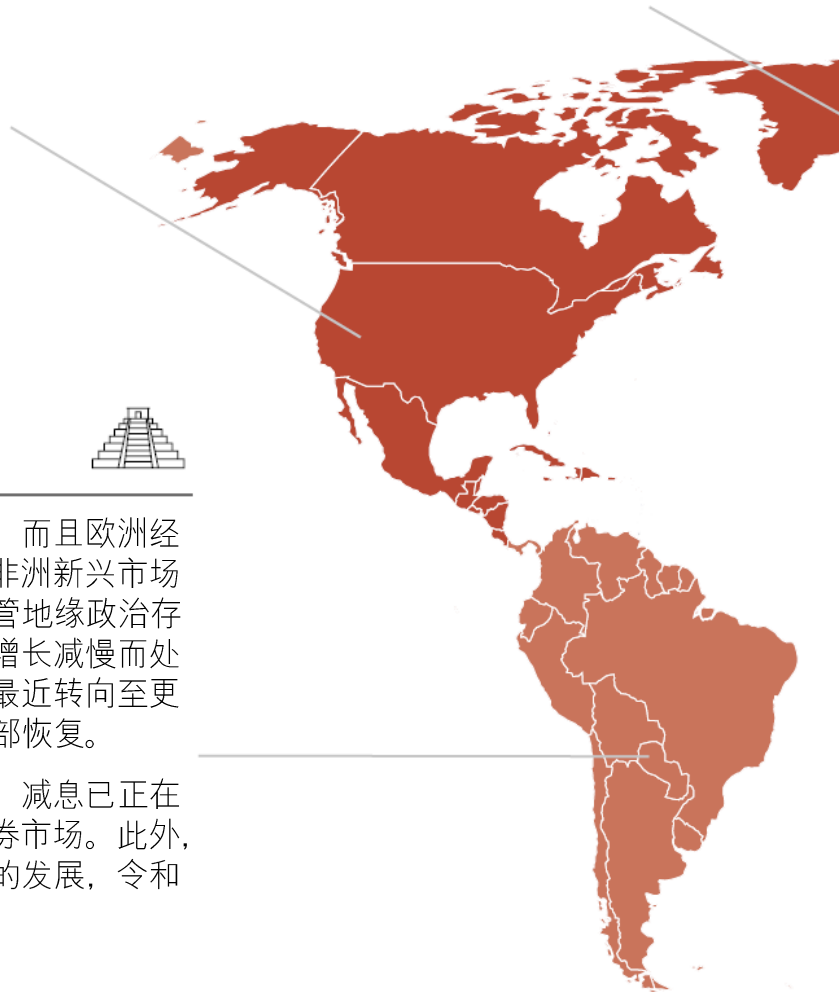 而且欧洲经
非洲新兴市场
管地缘政治存
增长减慢而处
最近转向至更
部恢复。
减息已正在
券市场。此外，
的发展，令和